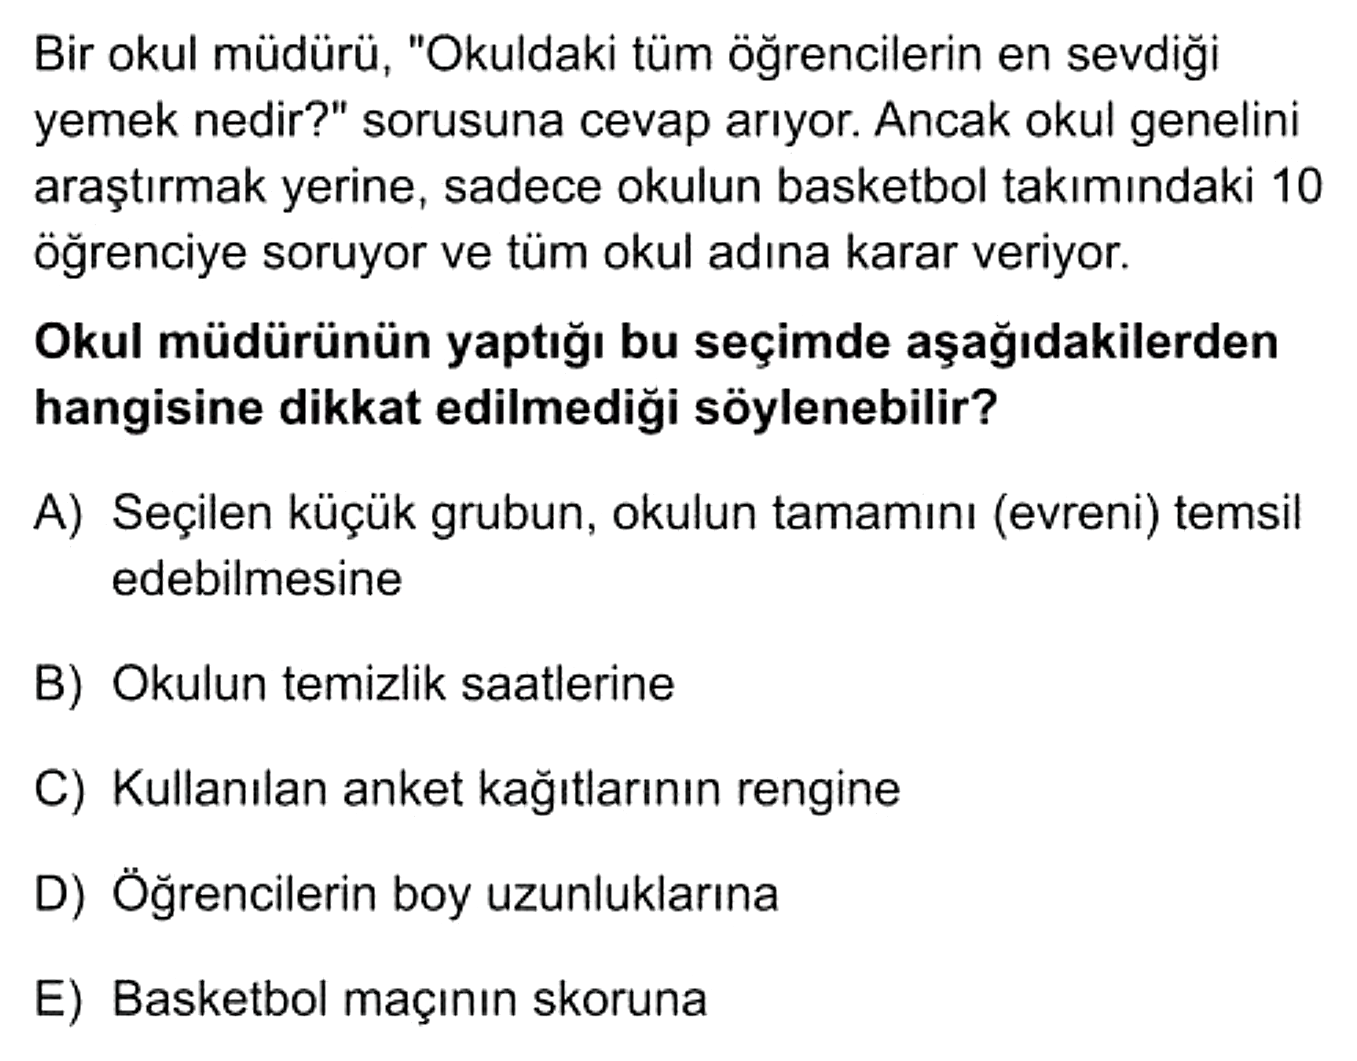 Bir okul müdürü, "Okuldaki tüm öğrencilerin en sevdiği
yemek nedir?" sorusuna cevap arıyor. Ancak okul genelini
araştırmak yerine, sadece okulun basketbol takımındaki 10
öğrenciye soruyor ve tüm okul adına karar veriyor.
Okul müdürünün yaptığı bu seçimde aşağıdakilerden
hangisine dikkat edilmediği söylenebilir?
A) Seçilen küçük grubun, okulun tamamını (evreni) temsil
edebilmesine
B) Okulun temizlik saatlerine
C) Kullanılan anket kağıtlarının rengine
D) Öğrencilerin boy uzunluklarına
E) Basketbol maçının skoruna